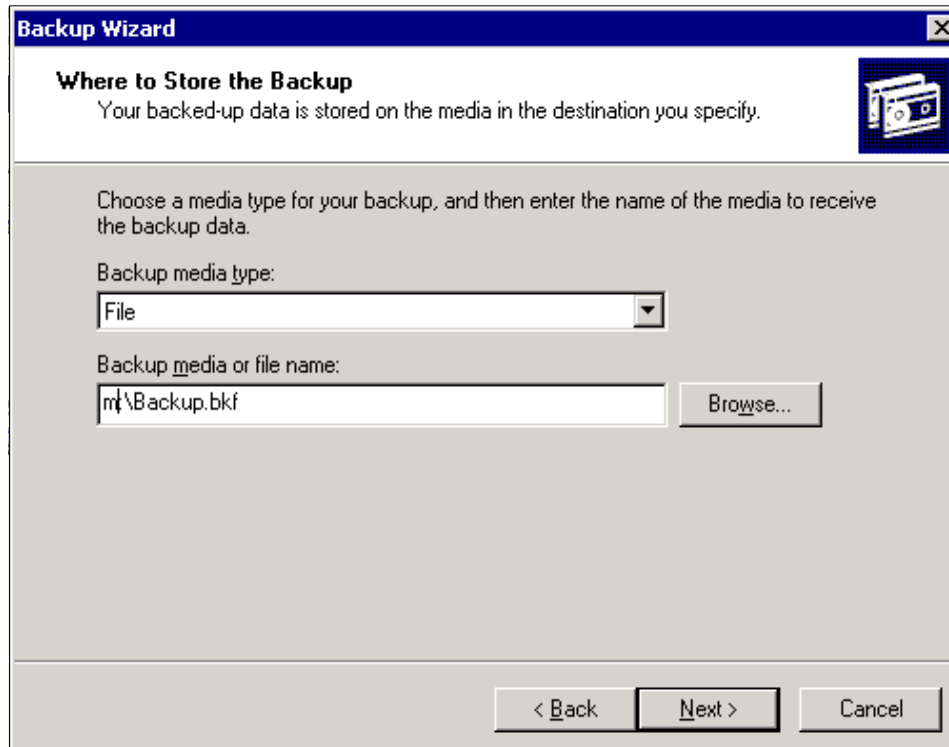 Backup Wizard
Where to Store the Backup
Your backed-up data is stored on the media in the destination you specify.
Choose a media type for your backup, and then enter the name of the media to receive
the backup data.
Backup media type:
File
Backup media or file name:
m:\Backup.bkf
Browse...
< Back
Next >
Cancel